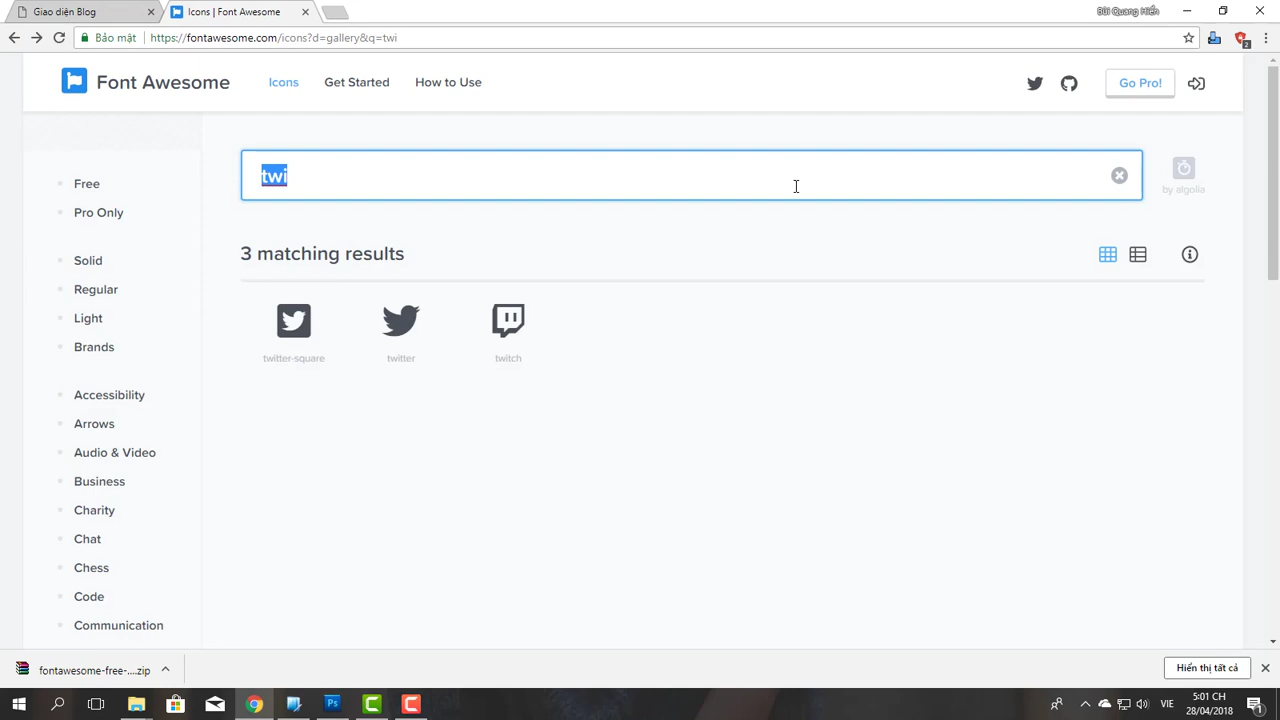 Giao diện Blog
Icons | Font Awesome
Bùi Quang Hiển
Bảo mật
https://fontawesome.com/icons?d=gallery&q=twi
2
Font Awesome
Icons
Get Started
How to Use
Go Pro!
twi
by algolia
Free
Pro Only
Solid
Regular
Light
Brands
Accessibility
Arrows
Audio & Video
Business
Charity
Chat
Chess
Code
Communication
3 matching results
twitter-square
twitter
twitch
fontawesome-free-....zip
Hiển thị tất cả
Ps
VIE
5:01 CH
28/04/2018
1